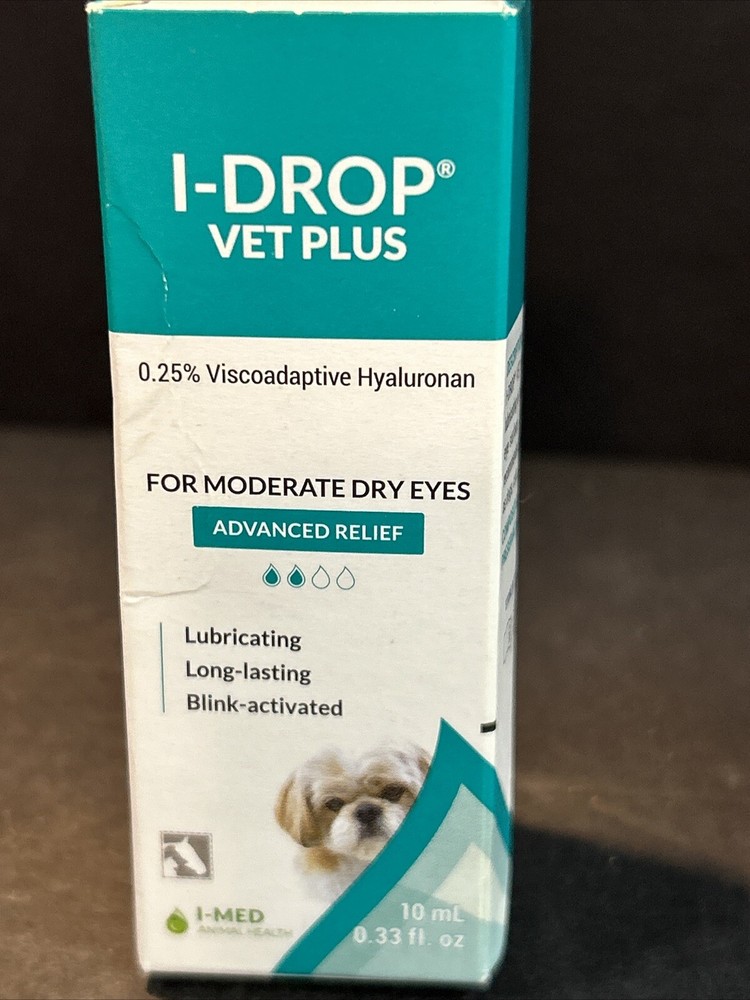 I-DROP®
VET PLUS
0.25% Viscoadaptive Hyaluronan
FOR MODERATE DRY EYES
ADVANCED RELIEF
Lubricating
Long-lasting
Blink-activated
I-MED
ANIMAL HEALTH
10 mL
0.33 fl. oz